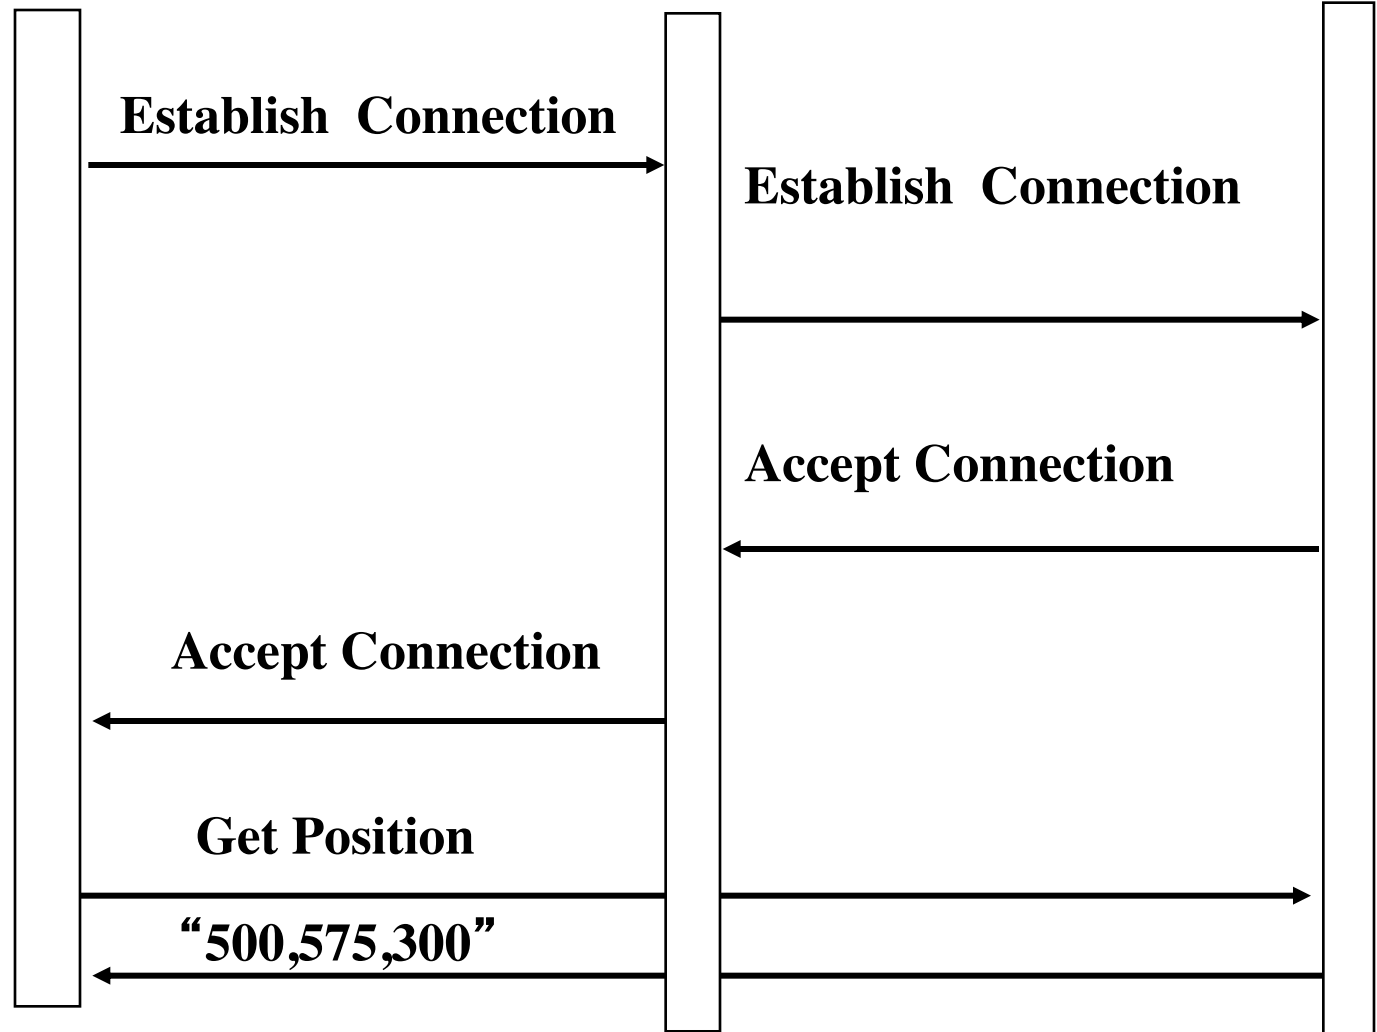 Establish Connection
Establish Connection
Accept Connection
Accept Connection
Get Position
“500,575,300”